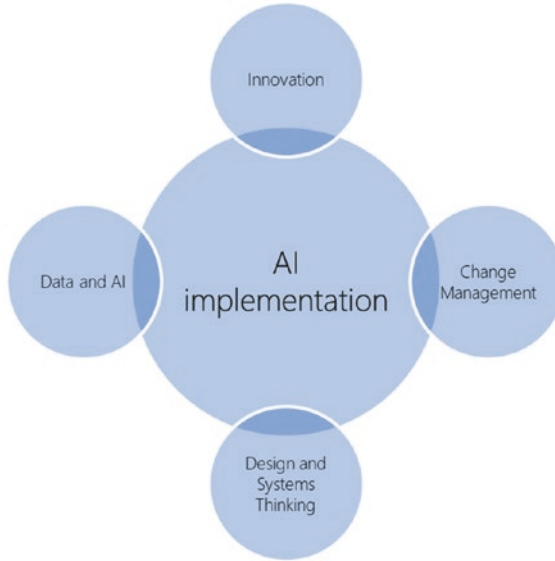 Innovation
Data and AI
AI
implementation
Change
Management
Design and
Systems
Thinking